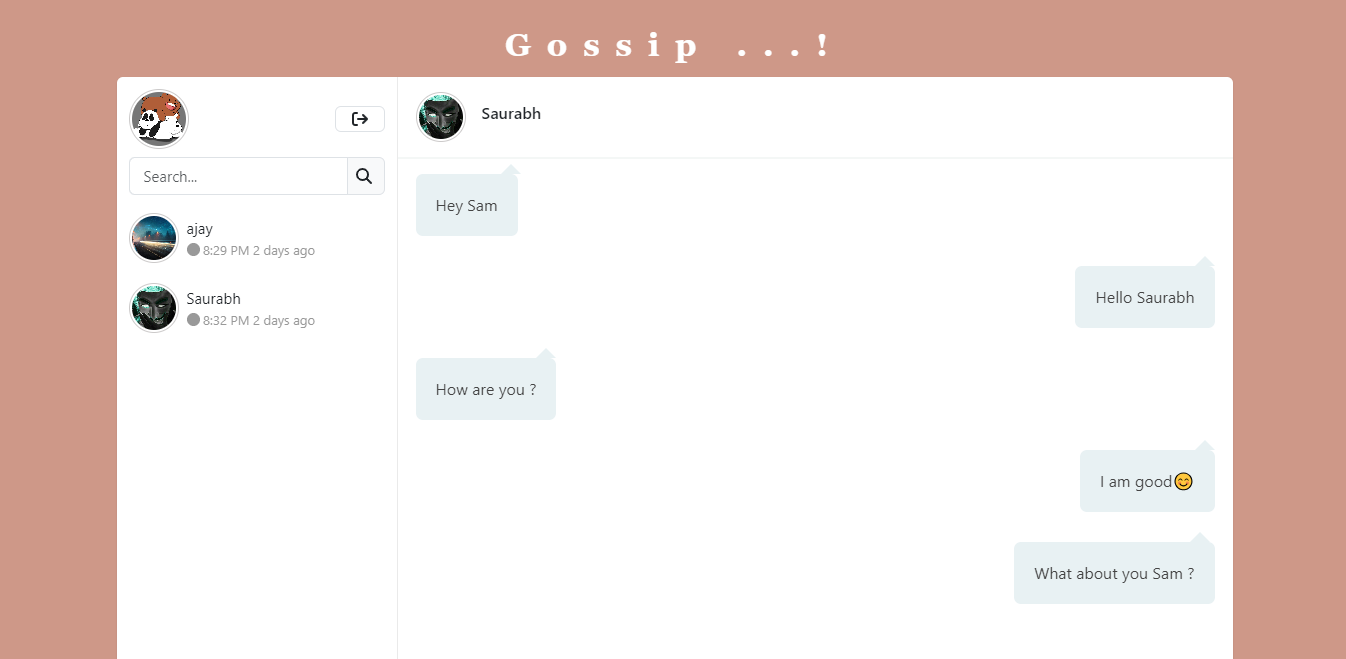 Gossip ...!
Saurabh
Search...
ajay
8:29 PM 2 days ago
Saurabh
8:32 PM 2 days ago
Hey Sam
Hello Saurabh
How are you ?
I am good😊
What about you Sam ?